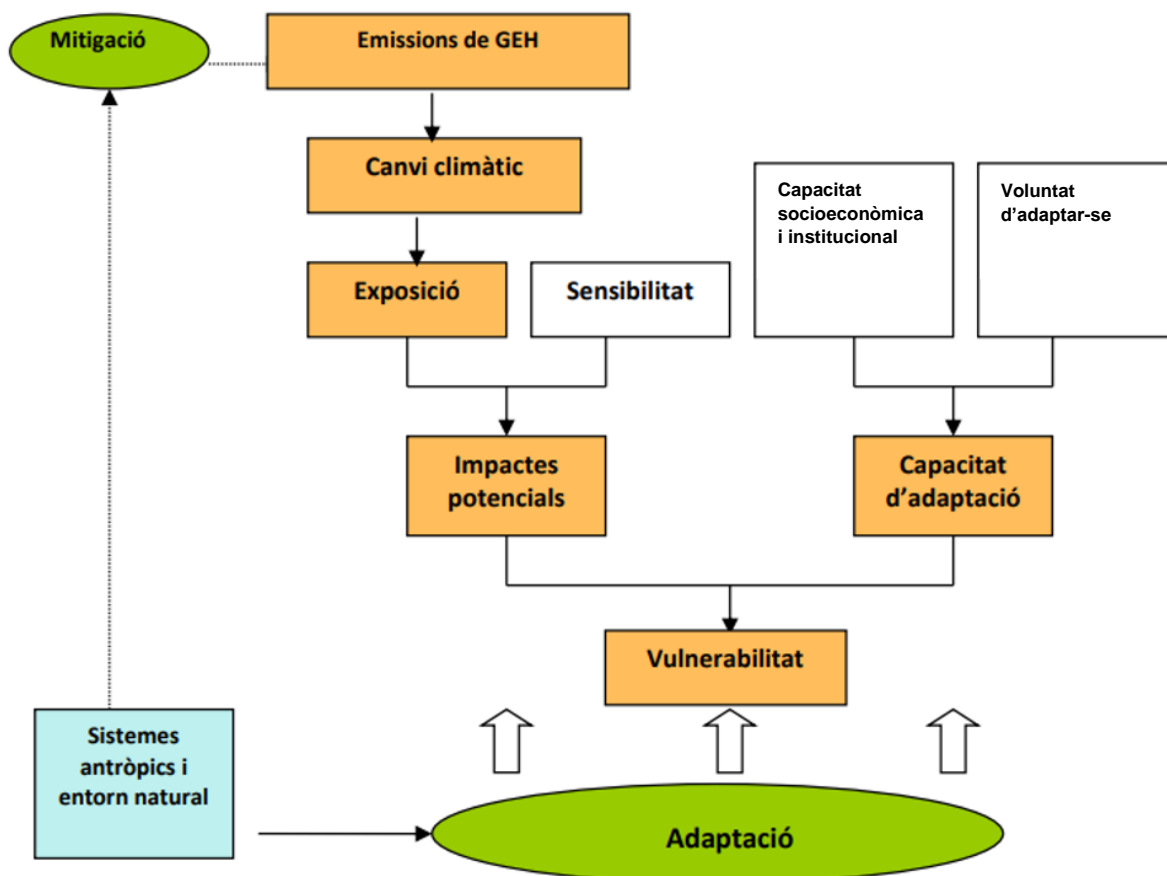 Mitigació
Emissions de GEH
Canvi climàtic
Capacitat
socioeconòmica
i institucional
Voluntat
d’adaptar-se
Exposició
Sensibilitat
Impactes
potencials
Capacitat
d’adaptació
Vulnerabilitat
Sistemes
antròpics i
entorn natural
Adaptació